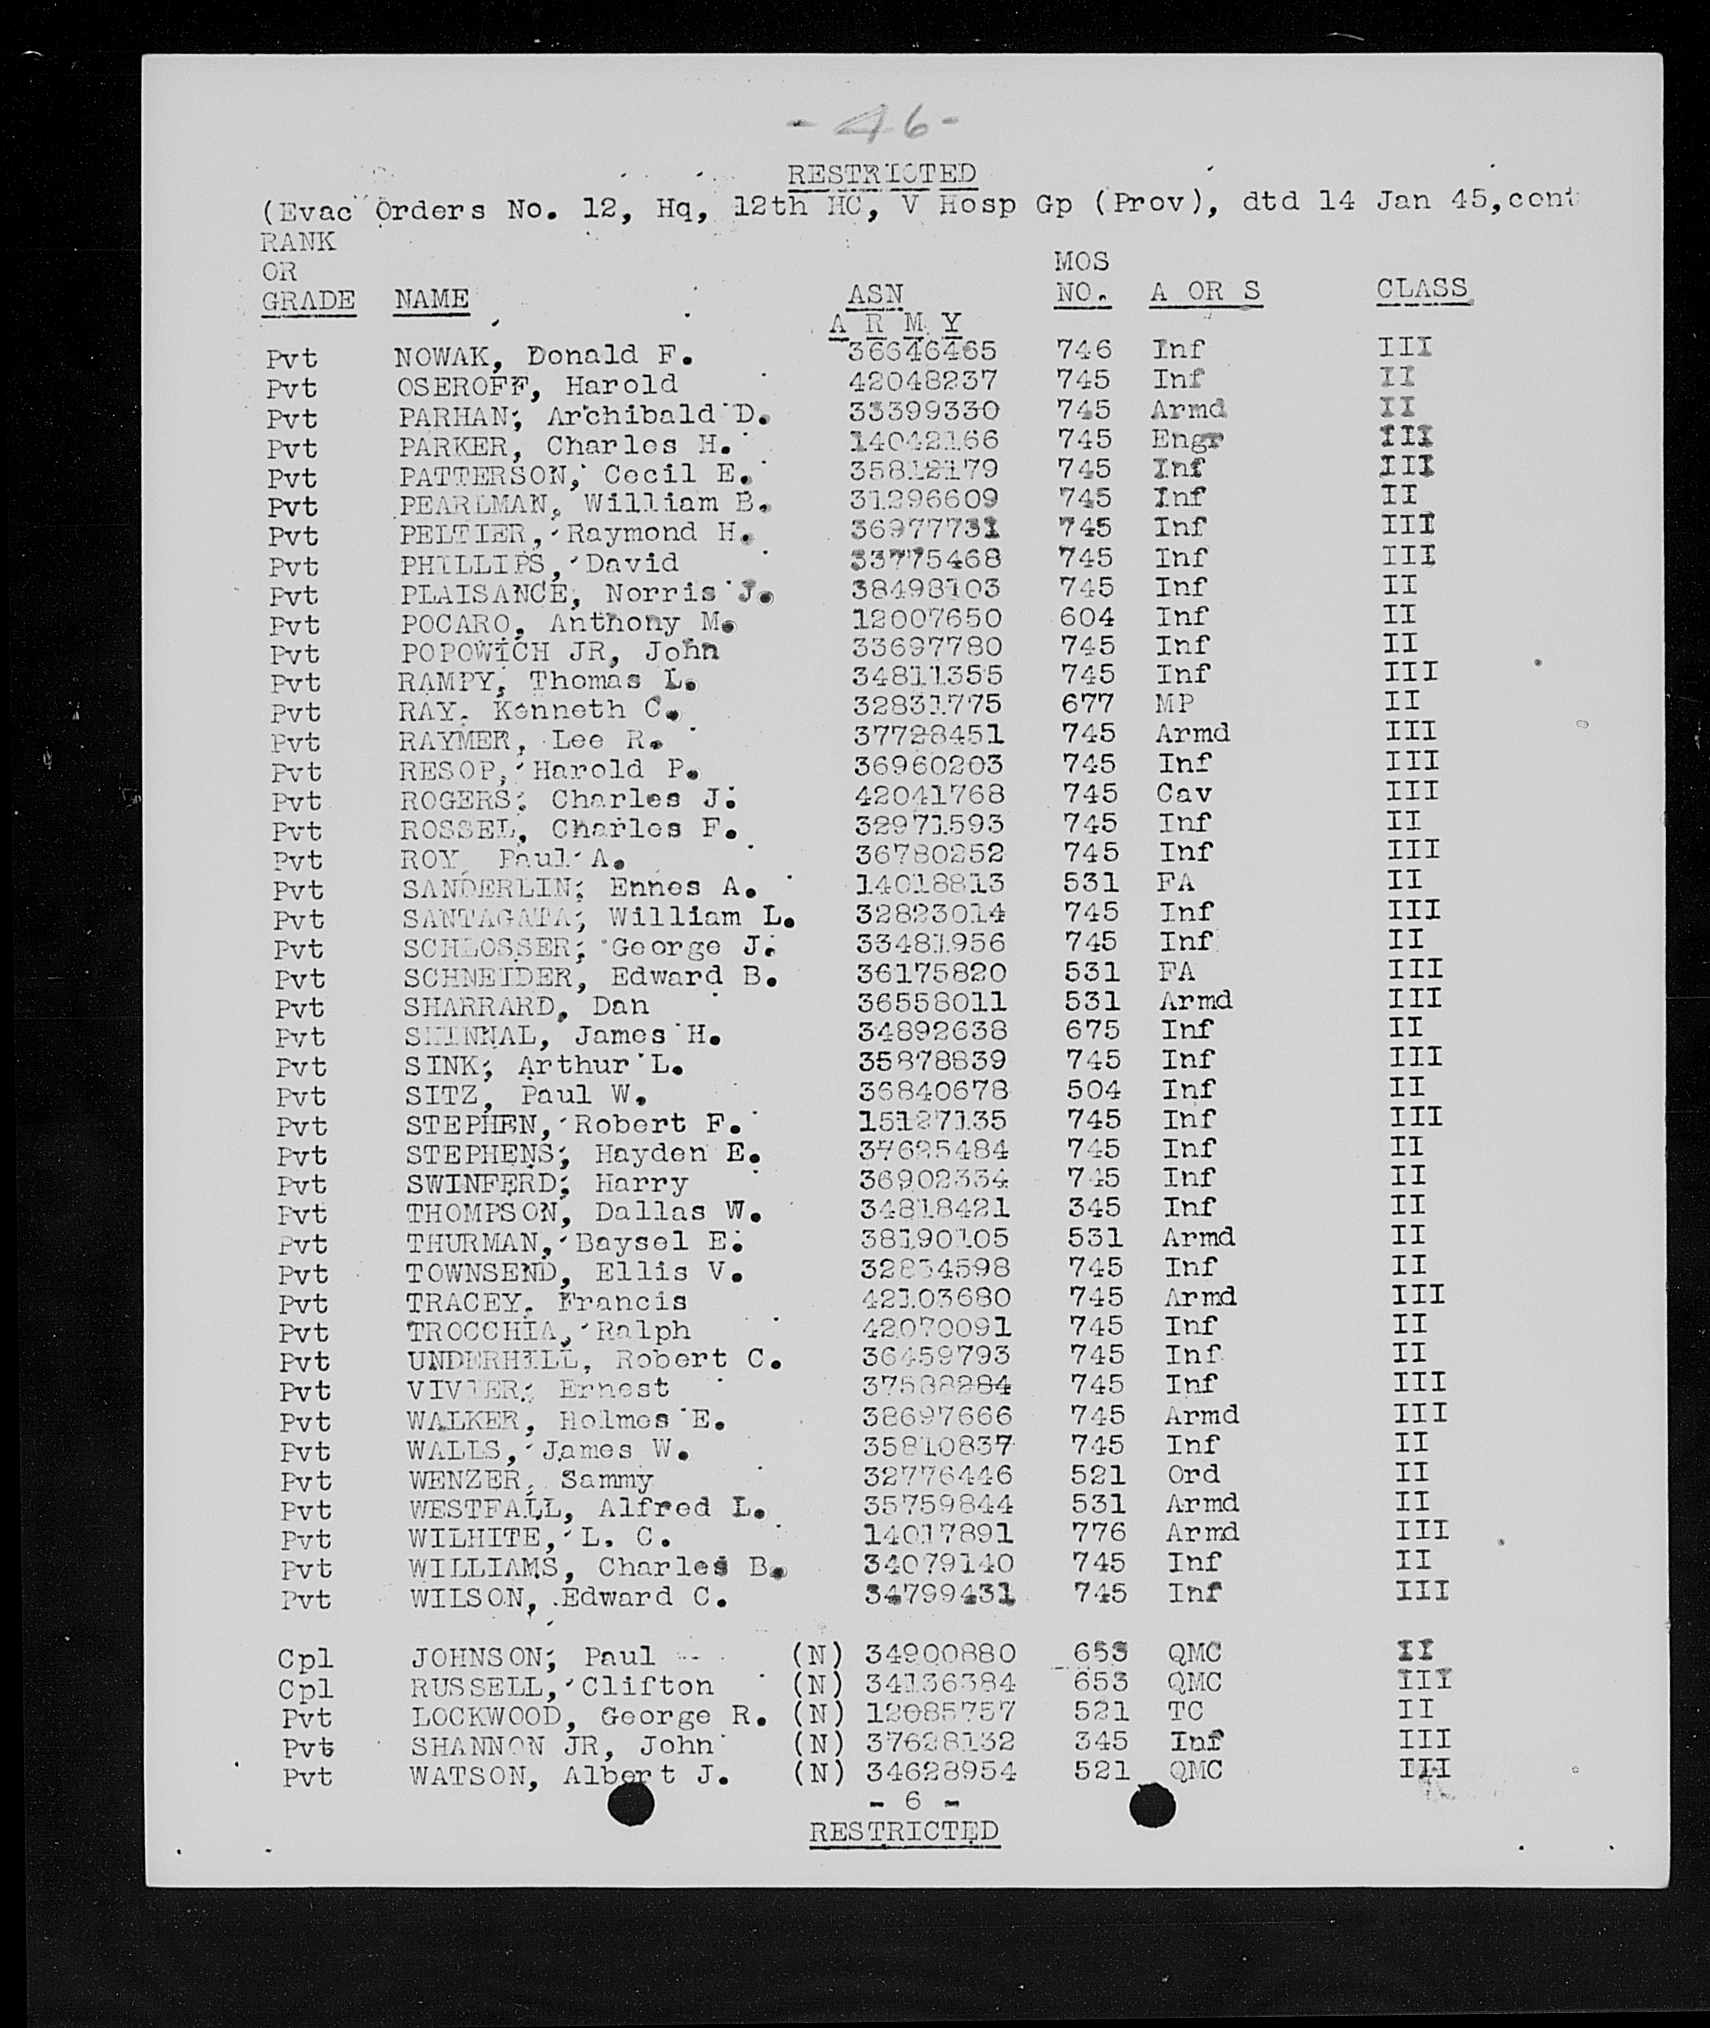 - 46 -
RESTRICTED
(Evac Orders No. 12, Hq, 12th HC, V Hosp Gp (Prov), dtd 14 Jan 45, cont
RANK
OR MOS
GRADE NAME ASN NO. A OR S CLASS
A R M Y
Pvt NOWAK, Donald F. 36646465 746 Inf III
Pvt OSEROFF, Harold 42048237 745 Inf II
Pvt PARHAN, Archibald D. 33399330 745 Armd II
Pvt PARKER, Charles H. 14042166 745 Engr III
Pvt PATTERSON, Cecil E. 35812179 745 Inf III
Pvt PEARLMAN, William B. 31296609 745 Inf II
Pvt PELTIER, Raymond H. 36977731 745 Inf III
Pvt PHILLIPS, David 33775468 745 Inf III
Pvt PLAISANCE, Norris J. 38498103 745 Inf II
Pvt POCARO, Anthony M. 12007650 604 Inf II
Pvt POPOWICH JR, John 33697780 745 Inf II
Pvt RAMPY, Thomas L. 34811355 745 Inf III
Pvt RAY, Kenneth C. 32831775 677 MP II
Pvt RAYMER, Lee R. 37728451 745 Armd III
Pvt RESOP, Harold P. 36960203 745 Inf III
Pvt ROGERS, Charles J. 42041768 745 Cav III
Pvt ROSSEL, Charles F. 32971593 745 Inf II
Pvt ROY, Paul A. 36780252 745 Inf III
Pvt SANDERLIN, Ennes A. 14018813 531 FA II
Pvt SANTAGATA, William L. 32823014 745 Inf III
Pvt SCHLOSSER, George J. 33481956 745 Inf II
Pvt SCHNEIDER, Edward B. 36175820 531 FA III
Pvt SHARRARD, Dan 36558011 531 Armd III
Pvt James H. 34892638 675 Inf II
Pvt SINK, Arthur L. 35878839 745 Inf III
Pvt SITZ, Paul W. 36840678 504 Inf II
Pvt STEPHEN, Robert F. 15127135 745 Inf III
Pvt STEPHENS, Hayden E. 37625484 745 Inf II
Pvt SWINFERD, Harry 36902334 745 Inf II
Pvt THOMPSON, Dallas W. 34818421 345 Inf II
Pvt THURMAN, Baysel E. 38190105 531 Armd II
Pvt TOWNSEND, Ellis V. 32834598 745 Inf II
Pvt TRACEY, Francis 42103680 745 Armd III
Pvt TROCCHIA, Ralph 42070091 745 Inf II
Pvt UNDERHILL, Robert C. 36459793 745 Inf II
Pvt VIVIER, Ernest 37588284 745 Inf III
Pvt WALKER, Holmes E. 38697666 745 Armd III
Pvt WALLS, James W. 35810837 745 Inf II
Pvt WENZER, Sammy 32776446 521 Ord II
Pvt WESTFALL, Alfred L. 35759844 531 Armd II
Pvt WILHITE, L. C. 14017891 776 Armd III
Pvt WILLIAMS, Charles B. 34079140 745 Inf II
Pvt WILSON, Edward C. 34799431 745 Inf III
Cpl JOHNSON, Paul (N) 34900880 653 QMC II
Cpl RUSSELL, Clifton (N) 34136384 653 QMC III
Pvt LOCKWOOD, George R. (N) 12085757 521 TC II
Pvt SHANNON JR, John (N) 37628132 345 Inf III
Pvt WATSON, Albert J. (N) 34628954 521 QMC III
- 6 -
RESTRICTED